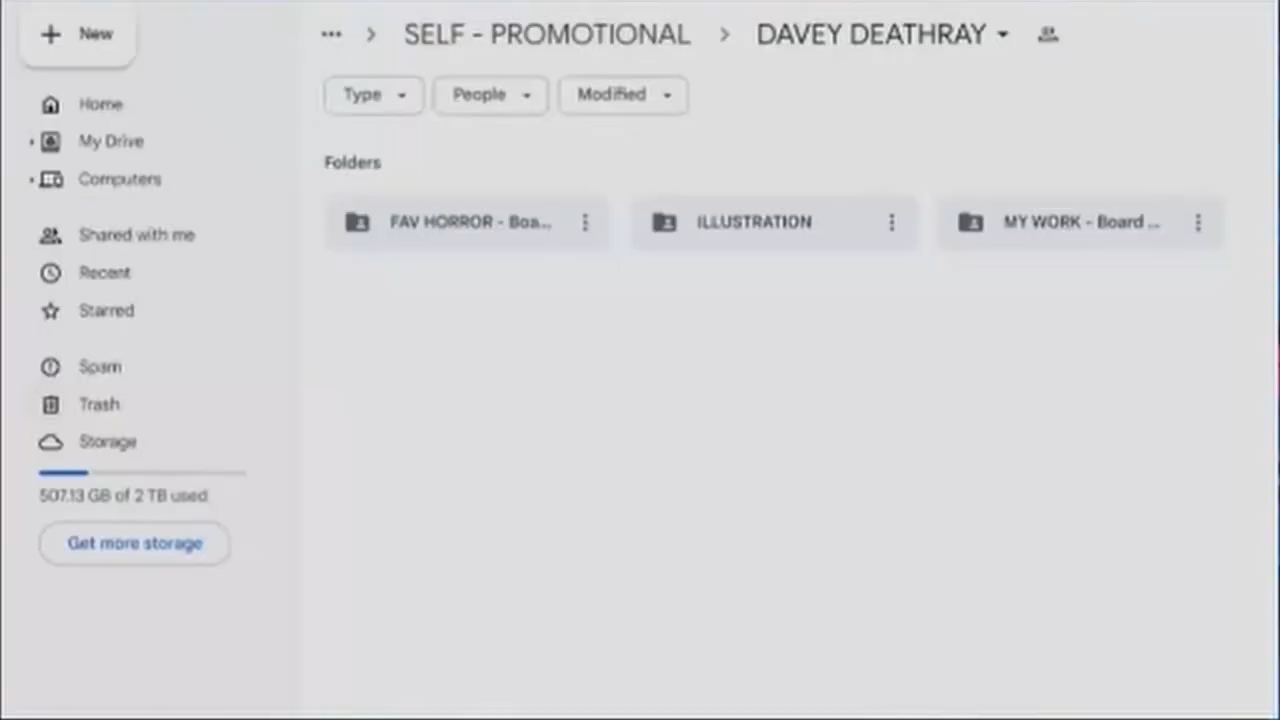 New
... > SELF - PROMOTIONAL > DAVEY DEATHRAY
Type People Modified
Home
My Drive
Computers
Folders
FAV HORROR - Boa... ILLUSTRATION MY WORK - Board ...
Shared with me
Recent
Starred
Spam
Trash
Storage
507.13 GB of 2 TB used
Get more storage